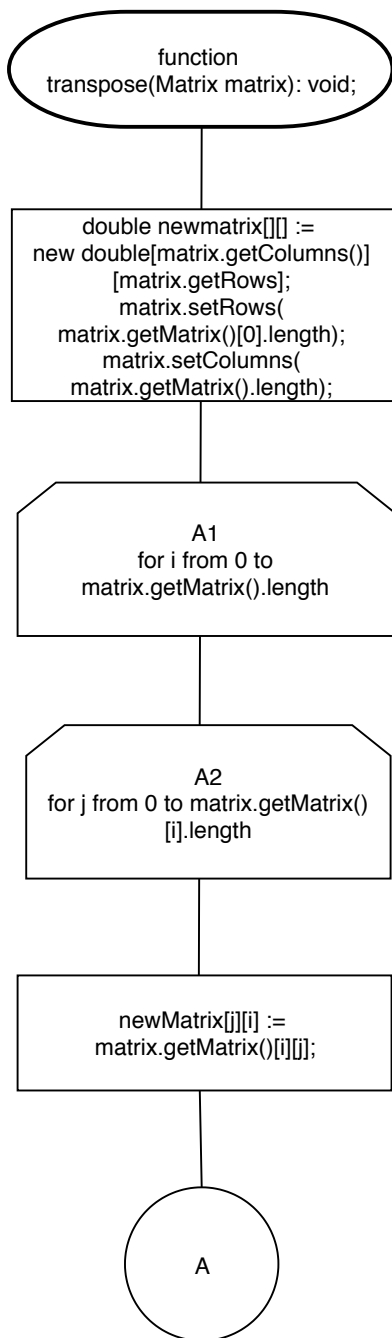 function
transpose(Matrix matrix): void;
double newmatrix[][] :=
new double[matrix.getColumns()]
[matrix.getRows];
matrix.setRows(
matrix.getMatrix()[0].length);
matrix.setColumns(
matrix.getMatrix().length);
A1
for i from 0 to
matrix.getMatrix().length
A2
for j from 0 to matrix.getMatrix()
[i].length
newMatrix[j][i] :=
matrix.getMatrix()[i][j];
A